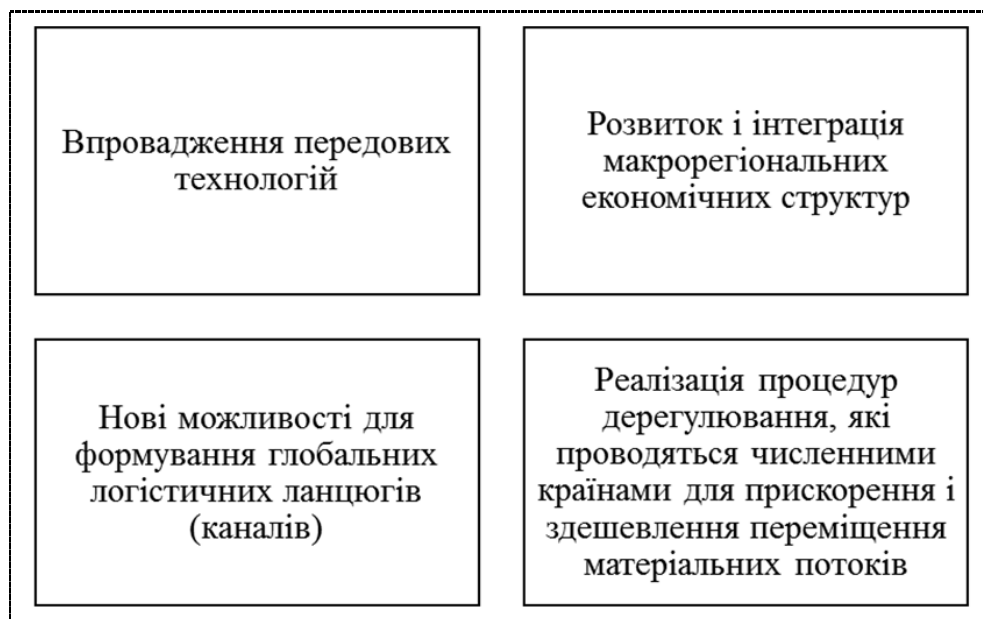 Впровадження передових
технологій
Розвиток і інтеграція
макрорегіональних
економічних структур
Нові можливості для
формування глобальних
логістичних ланцюгів
(каналів)
Реалізація процедур
дерегулювання, які
проводяться численними
країнами для прискорення і
здешевлення переміщення
матеріальних потоків